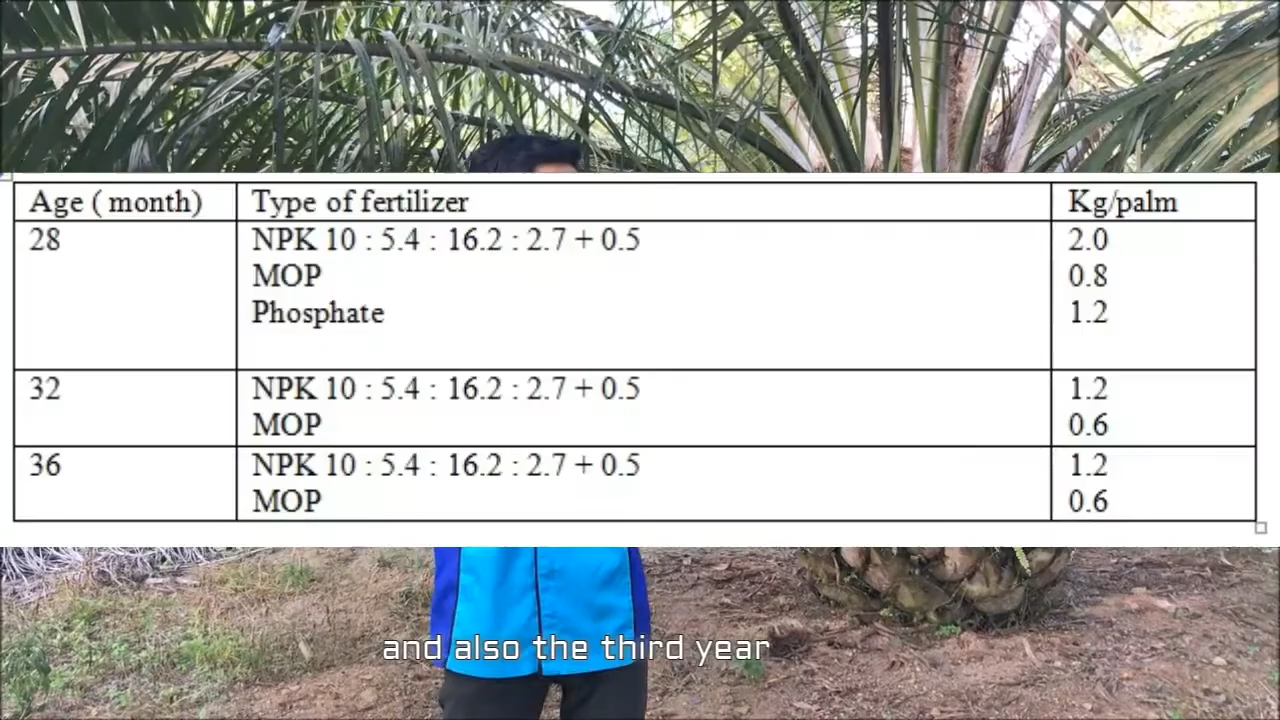 Age ( month) Type of fertilizer Kg/palm
28 NPK 10 : 5.4 : 16.2 : 2.7 + 0.5 2.0
MOP 0.8
Phosphate 1.2
32 NPK 10 : 5.4 : 16.2 : 2.7 + 0.5 1.2
MOP 0.6
36 NPK 10 : 5.4 : 16.2 : 2.7 + 0.5 1.2
MOP 0.6
and also the third year